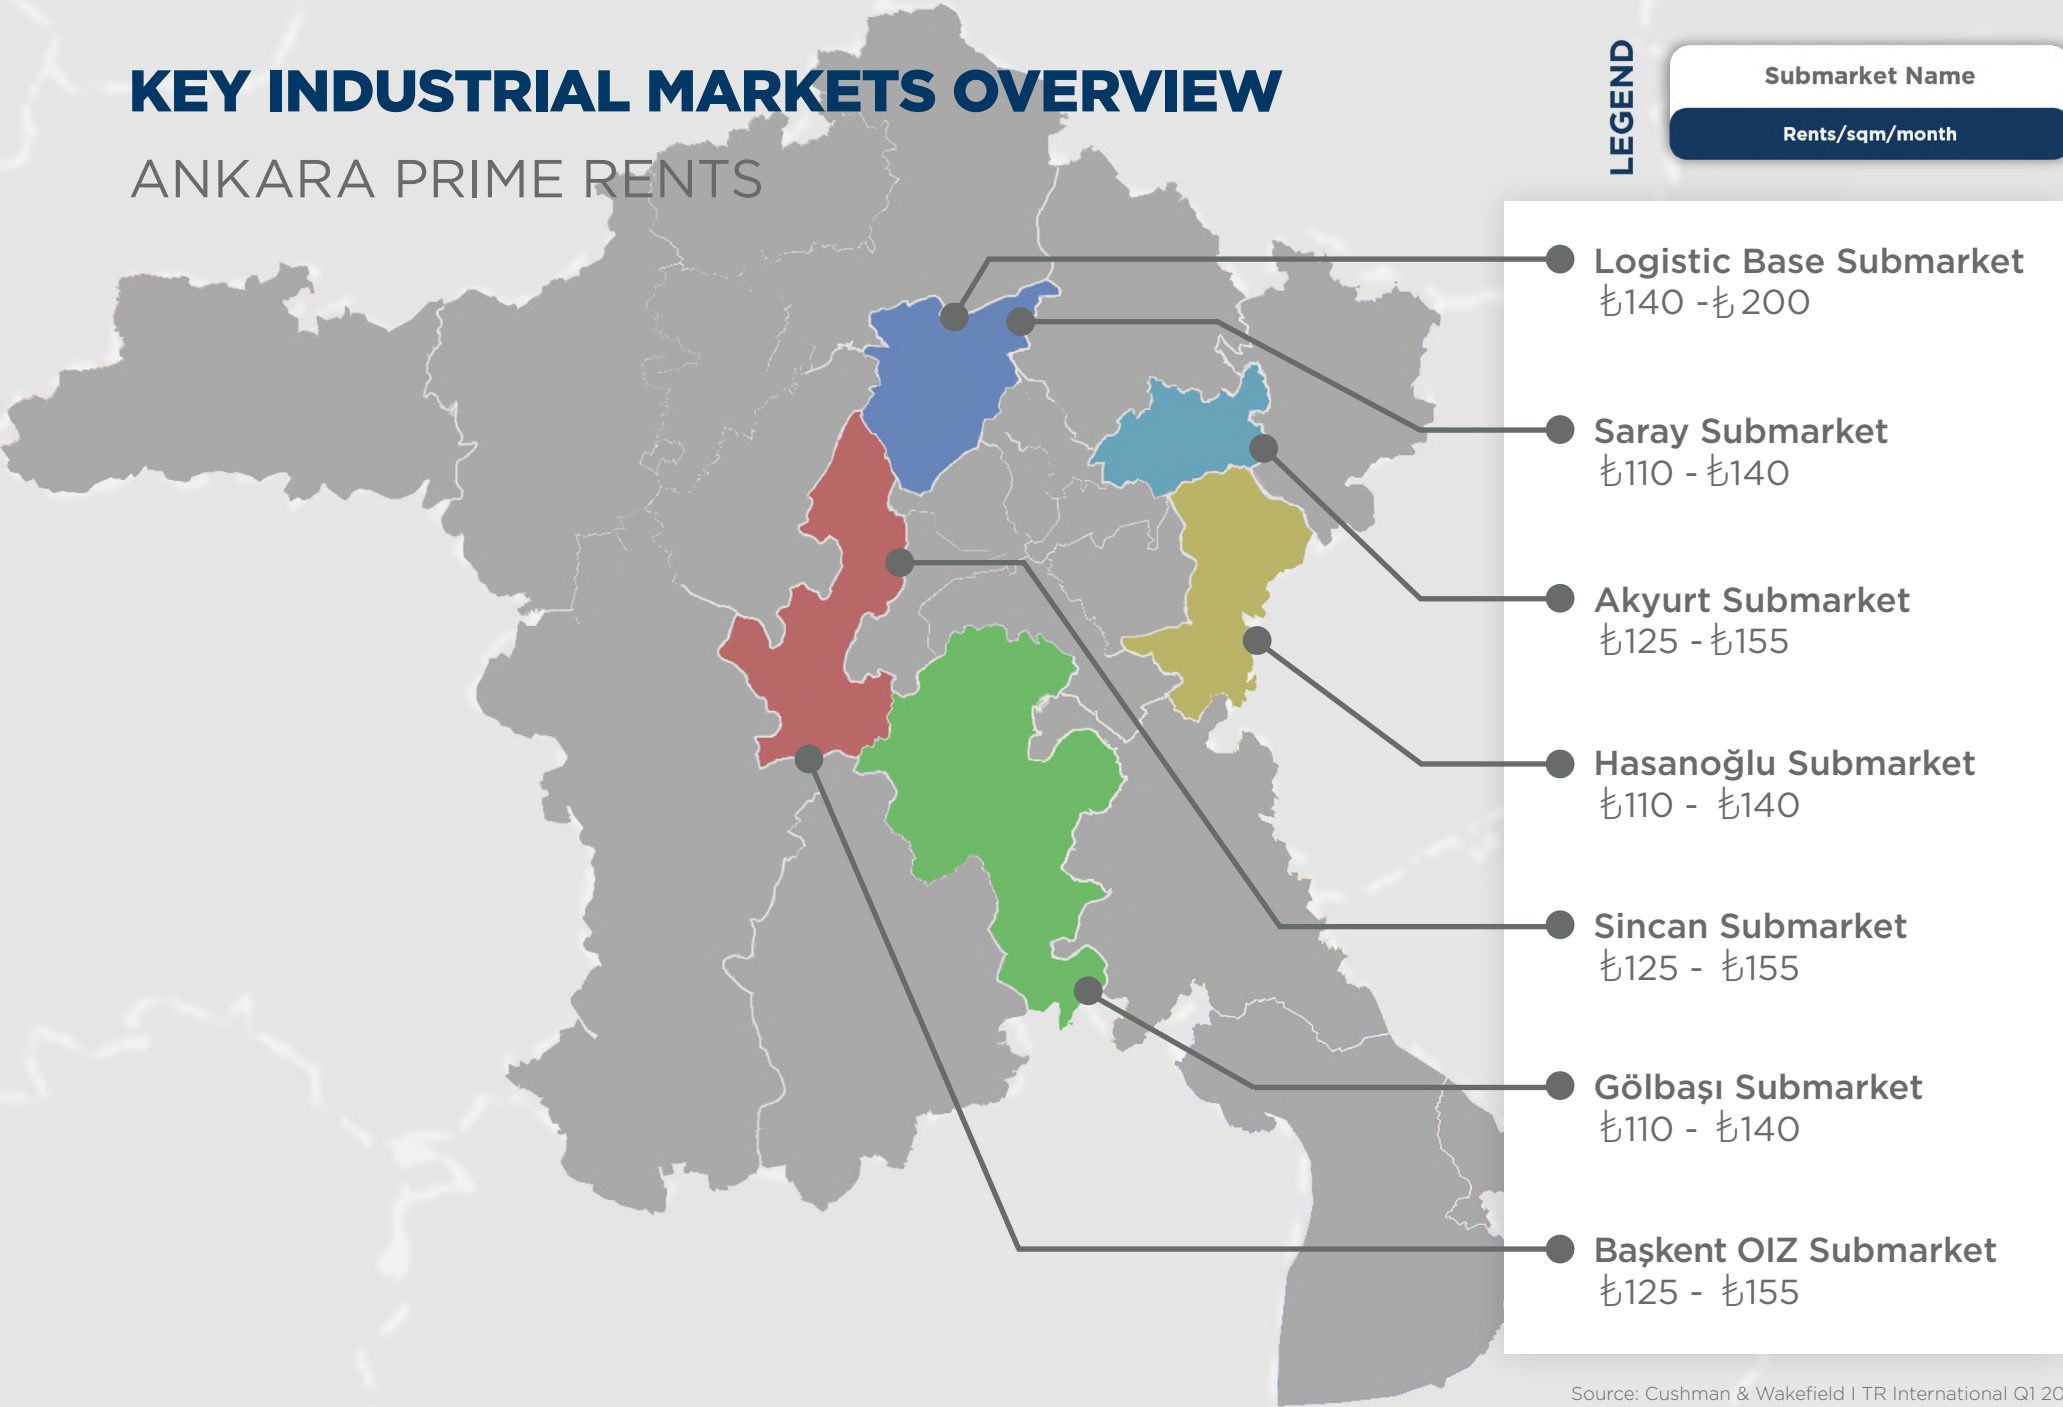 KEY INDUSTRIAL MARKETS OVERVIEW
ANKARA PRIME RENTS
LEGEND
Submarket Name
Rents/sqm/month
Logistic Base Submarket
₺140 - ₺ 200
Saray Submarket
₺110 - ₺140
Akyurt Submarket
₺125 - ₺155
Hasanoğlu Submarket
₺110 - ₺140
Sincan Submarket
₺125 - ₺155
Gölbaşı Submarket
₺110 - ₺140
Başkent OIZ Submarket
₺125 - ₺155
Source: Cushman & Wakefield I TR International Q1 20